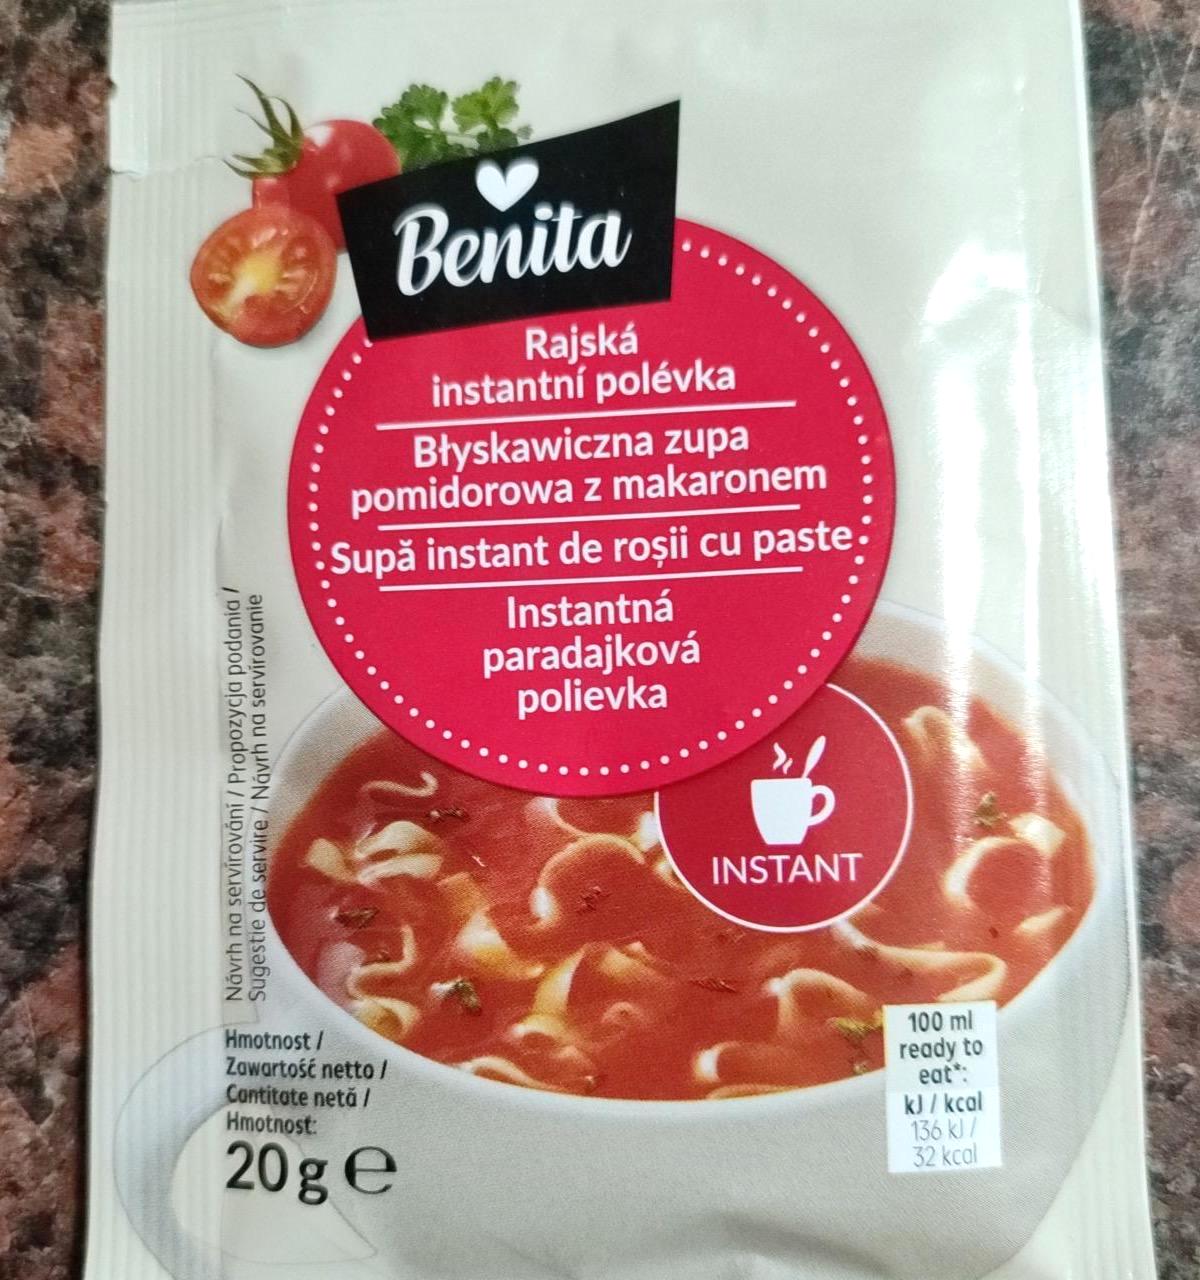 Benita
Rajská
instantní polévka
Błyskawiczna zupa
pomidorowa z makaronem
Supă instant de roșii cu paste
Instantná
paradajková
polievka
INSTANT
Návrh na servírování / Propozycja podania /
Sugestie de servire / Návrh na servírovanie
Hmotnost /
Zawartość netto /
Cantitate netă /
Hmotnosť:
20 g ℮
100 ml
ready to
eat*:
kJ / kcal
136 kJ /
32 kcal